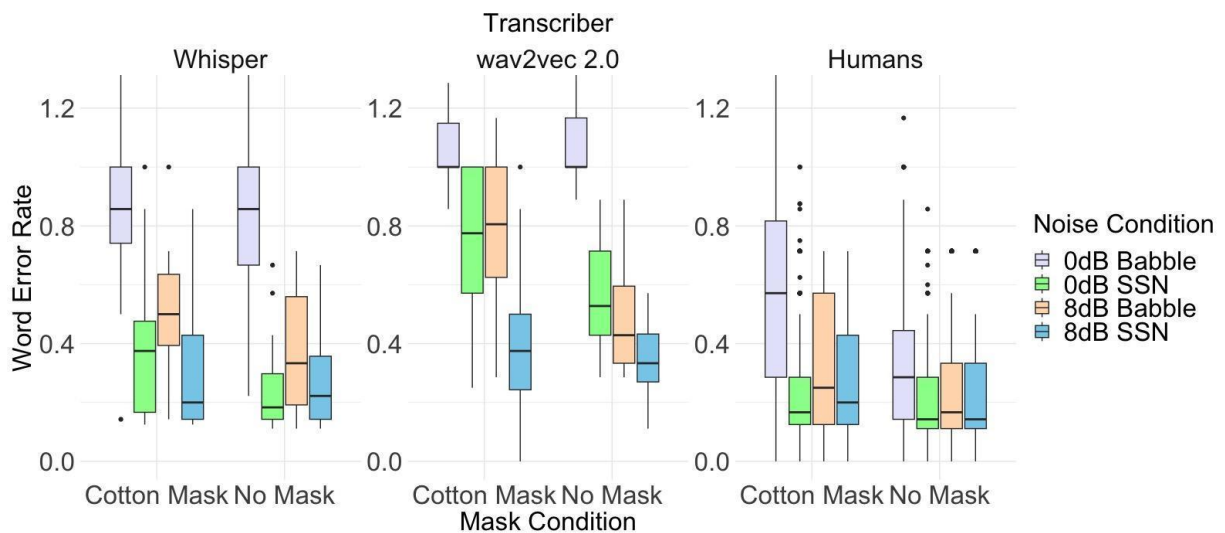 Transcriber
Whisper
wav2vec 2.0
Humans
Word Error Rate
1.2
0.8
0.4
0.0
1.2
0.8
0.4
0.0
1.2
0.8
0.4
0.0
Cotton Mask No Mask
Cotton Mask No Mask
Cotton Mask No Mask
Mask Condition
Noise Condition
0dB Babble
0dB SSN
8dB Babble
8dB SSN